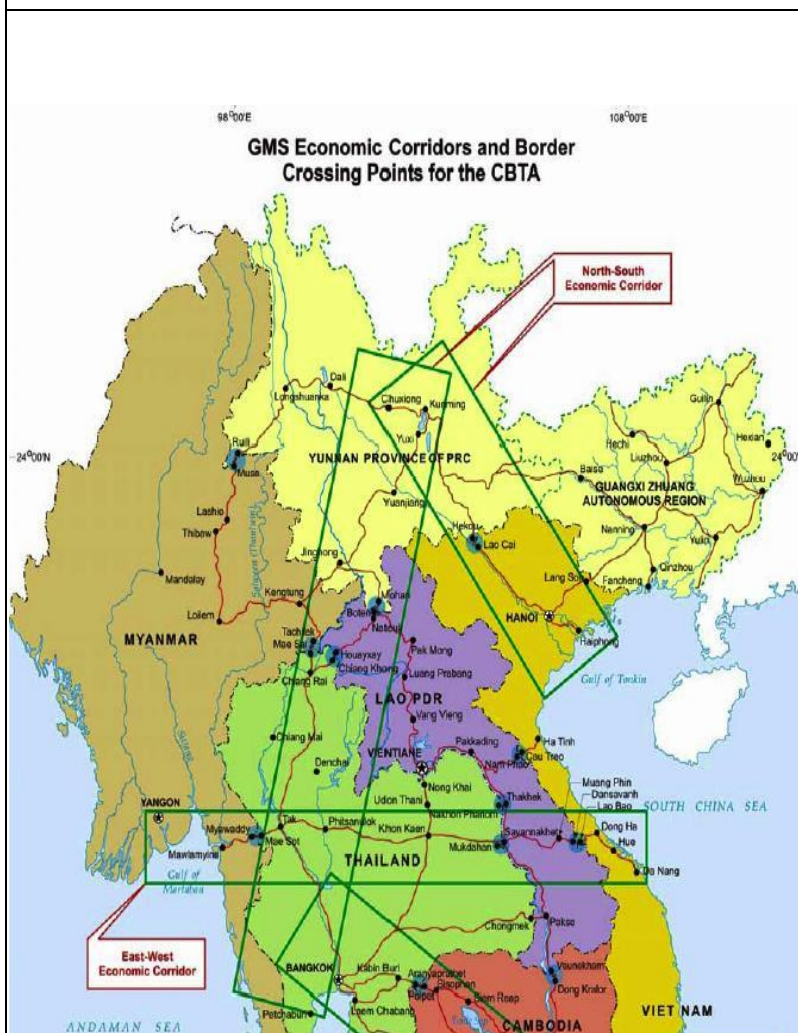 98°00'E
108°00'E
GMS Economic Corridors and Border
Crossing Points for the CBTA
North-South
Economic Corridor
Dali
Longshuanka
Chuxiong
Kunming
Guilin
Ruili
Yuxi
Hechi
Liuzhou
Hexian
24°00'N
24°00'N
Muse
YUNNAN PROVINCE OF PRC
Baise
GUANGXI ZHUANG
AUTONOMOUS REGION
Wuzhou
Yuanjiang
Lashio
Thibaw
Hekou
Lao Cai
Nanning
Yulin
Jinghong
Mandalay
Lang Son
Qinzhou
Fancheng
Kengtung
Mohan
Boten
Loilem
HANOI
Haiphong
MYANMAR
Tachilek
Mae Sai
Nateuy
Houayxay
Chiang Khong
Pak Mong
Chiang Rai
Luang Prabang
Gulf of Tonkin
LAO PDR
Vang Vieng
Chiang Mai
VIENTIANE
Pakkading
Ha Tinh
Cau Treo
Nam Phao
Denchai
Nong Khai
Muang Phin
Dansavanh
Lao Bao
Udon Thani
Thakhek
Nakhon Phanom
SOUTH CHINA SEA
YANGON
Tak
Phitsanulok
Khon Kaen
Savannakhet
Dong Ha
Hue
Myawaddy
Mae Sot
Mawlamyine
Mukdahan
THAILAND
Da Nang
Gulf of
Martaban
Chongmek
Pakse
East-West
Economic Corridor
BANGKOK
Kabin Buri
Aranyaprathet
Poipet
Sisophon
Veunekham
Dong Kralor
Laem Chabang
Siem Reap
Petchaburi
VIET NAM
ANDAMAN SEA
CAMBODIA